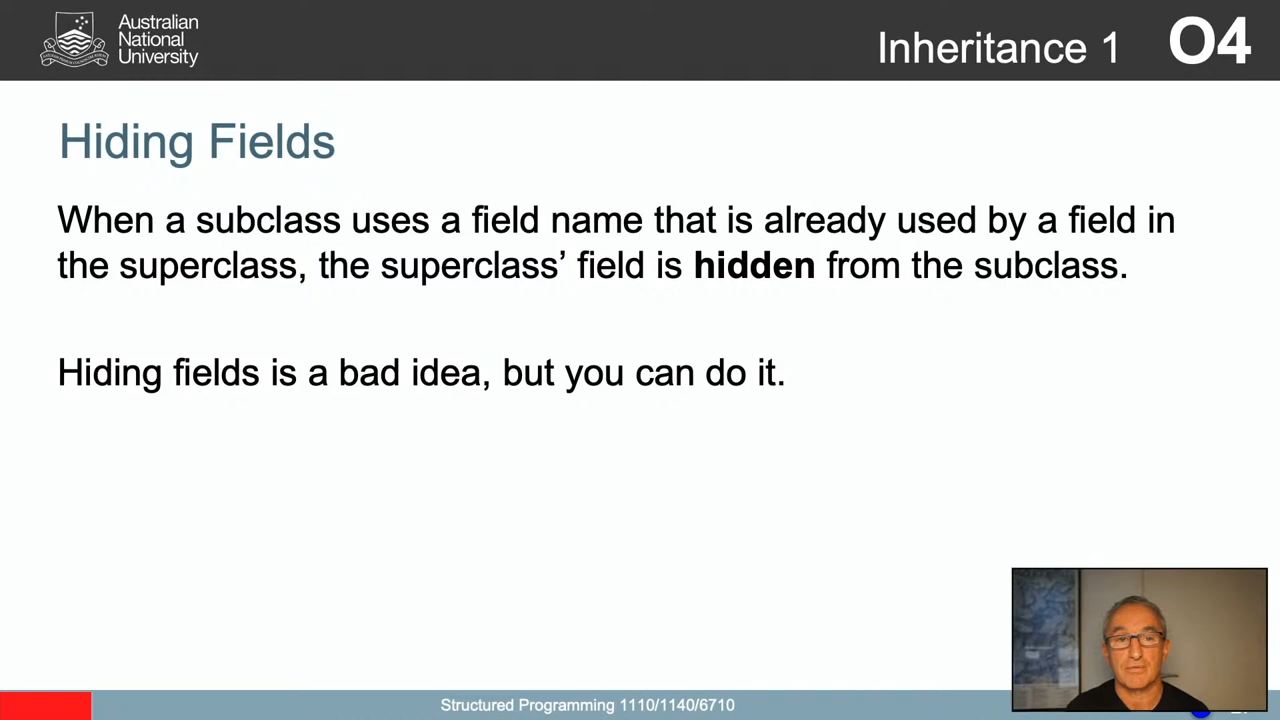 Australian
National
University
Inheritance 1
O4
Hiding Fields
When a subclass uses a field name that is already used by a field in
the superclass, the superclass’ field is hidden from the subclass.
Hiding fields is a bad idea, but you can do it.
Structured Programming 1110/1140/6710